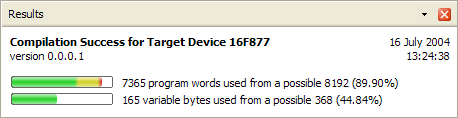 Results
Compilation Success for Target Device 16F877 16 July 2004
version 0.0.0.1 13:24:38
7365 program words used from a possible 8192 (89.90%)
165 variable bytes used from a possible 368 (44.84%)